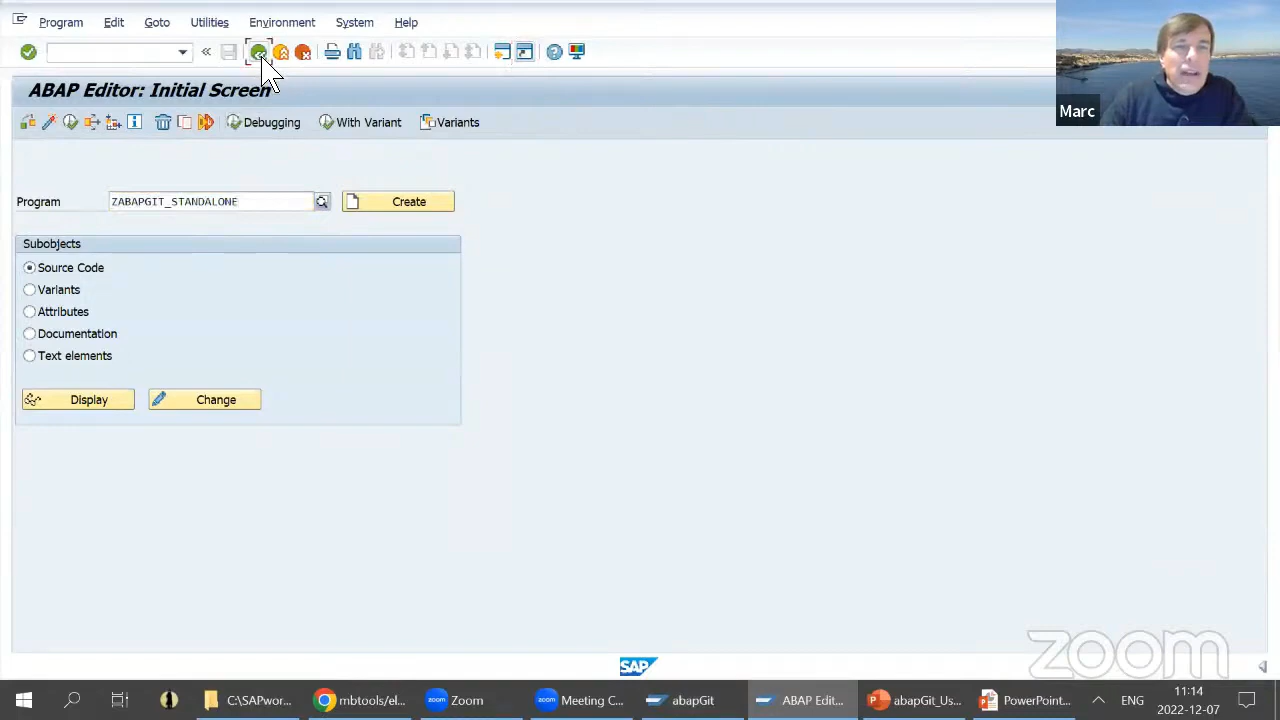 Program Edit Goto Utilities Environment System Help
ABAP Editor: Initial Screen
Marc
Debugging With Variant Variants
Program ZABAPGIT_STANDALONE Create
Subobjects
Source Code
Variants
Attributes
Documentation
Text elements
Display Change
zoom
SAP
C:\SAPwor... mbtools/el... Zoom Meeting C... abapGit ABAP Edit... abapGit_Us... PowerPoint... ENG 11:14
2022-12-07